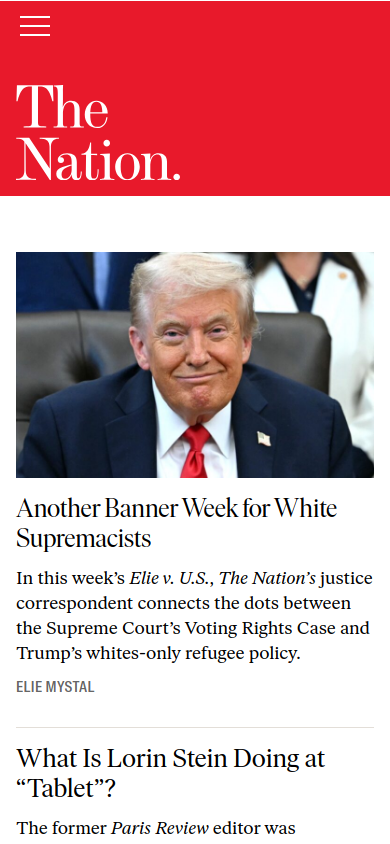 The
Nation.
Another Banner Week for White
Supremacists
In this week’s Elie v. U.S., The Nation’s justice
correspondent connects the dots between
the Supreme Court’s Voting Rights Case and
Trump’s whites-only refugee policy.
ELIE MYSTAL
What Is Lorin Stein Doing at
“Tablet”?
The former Paris Review editor was